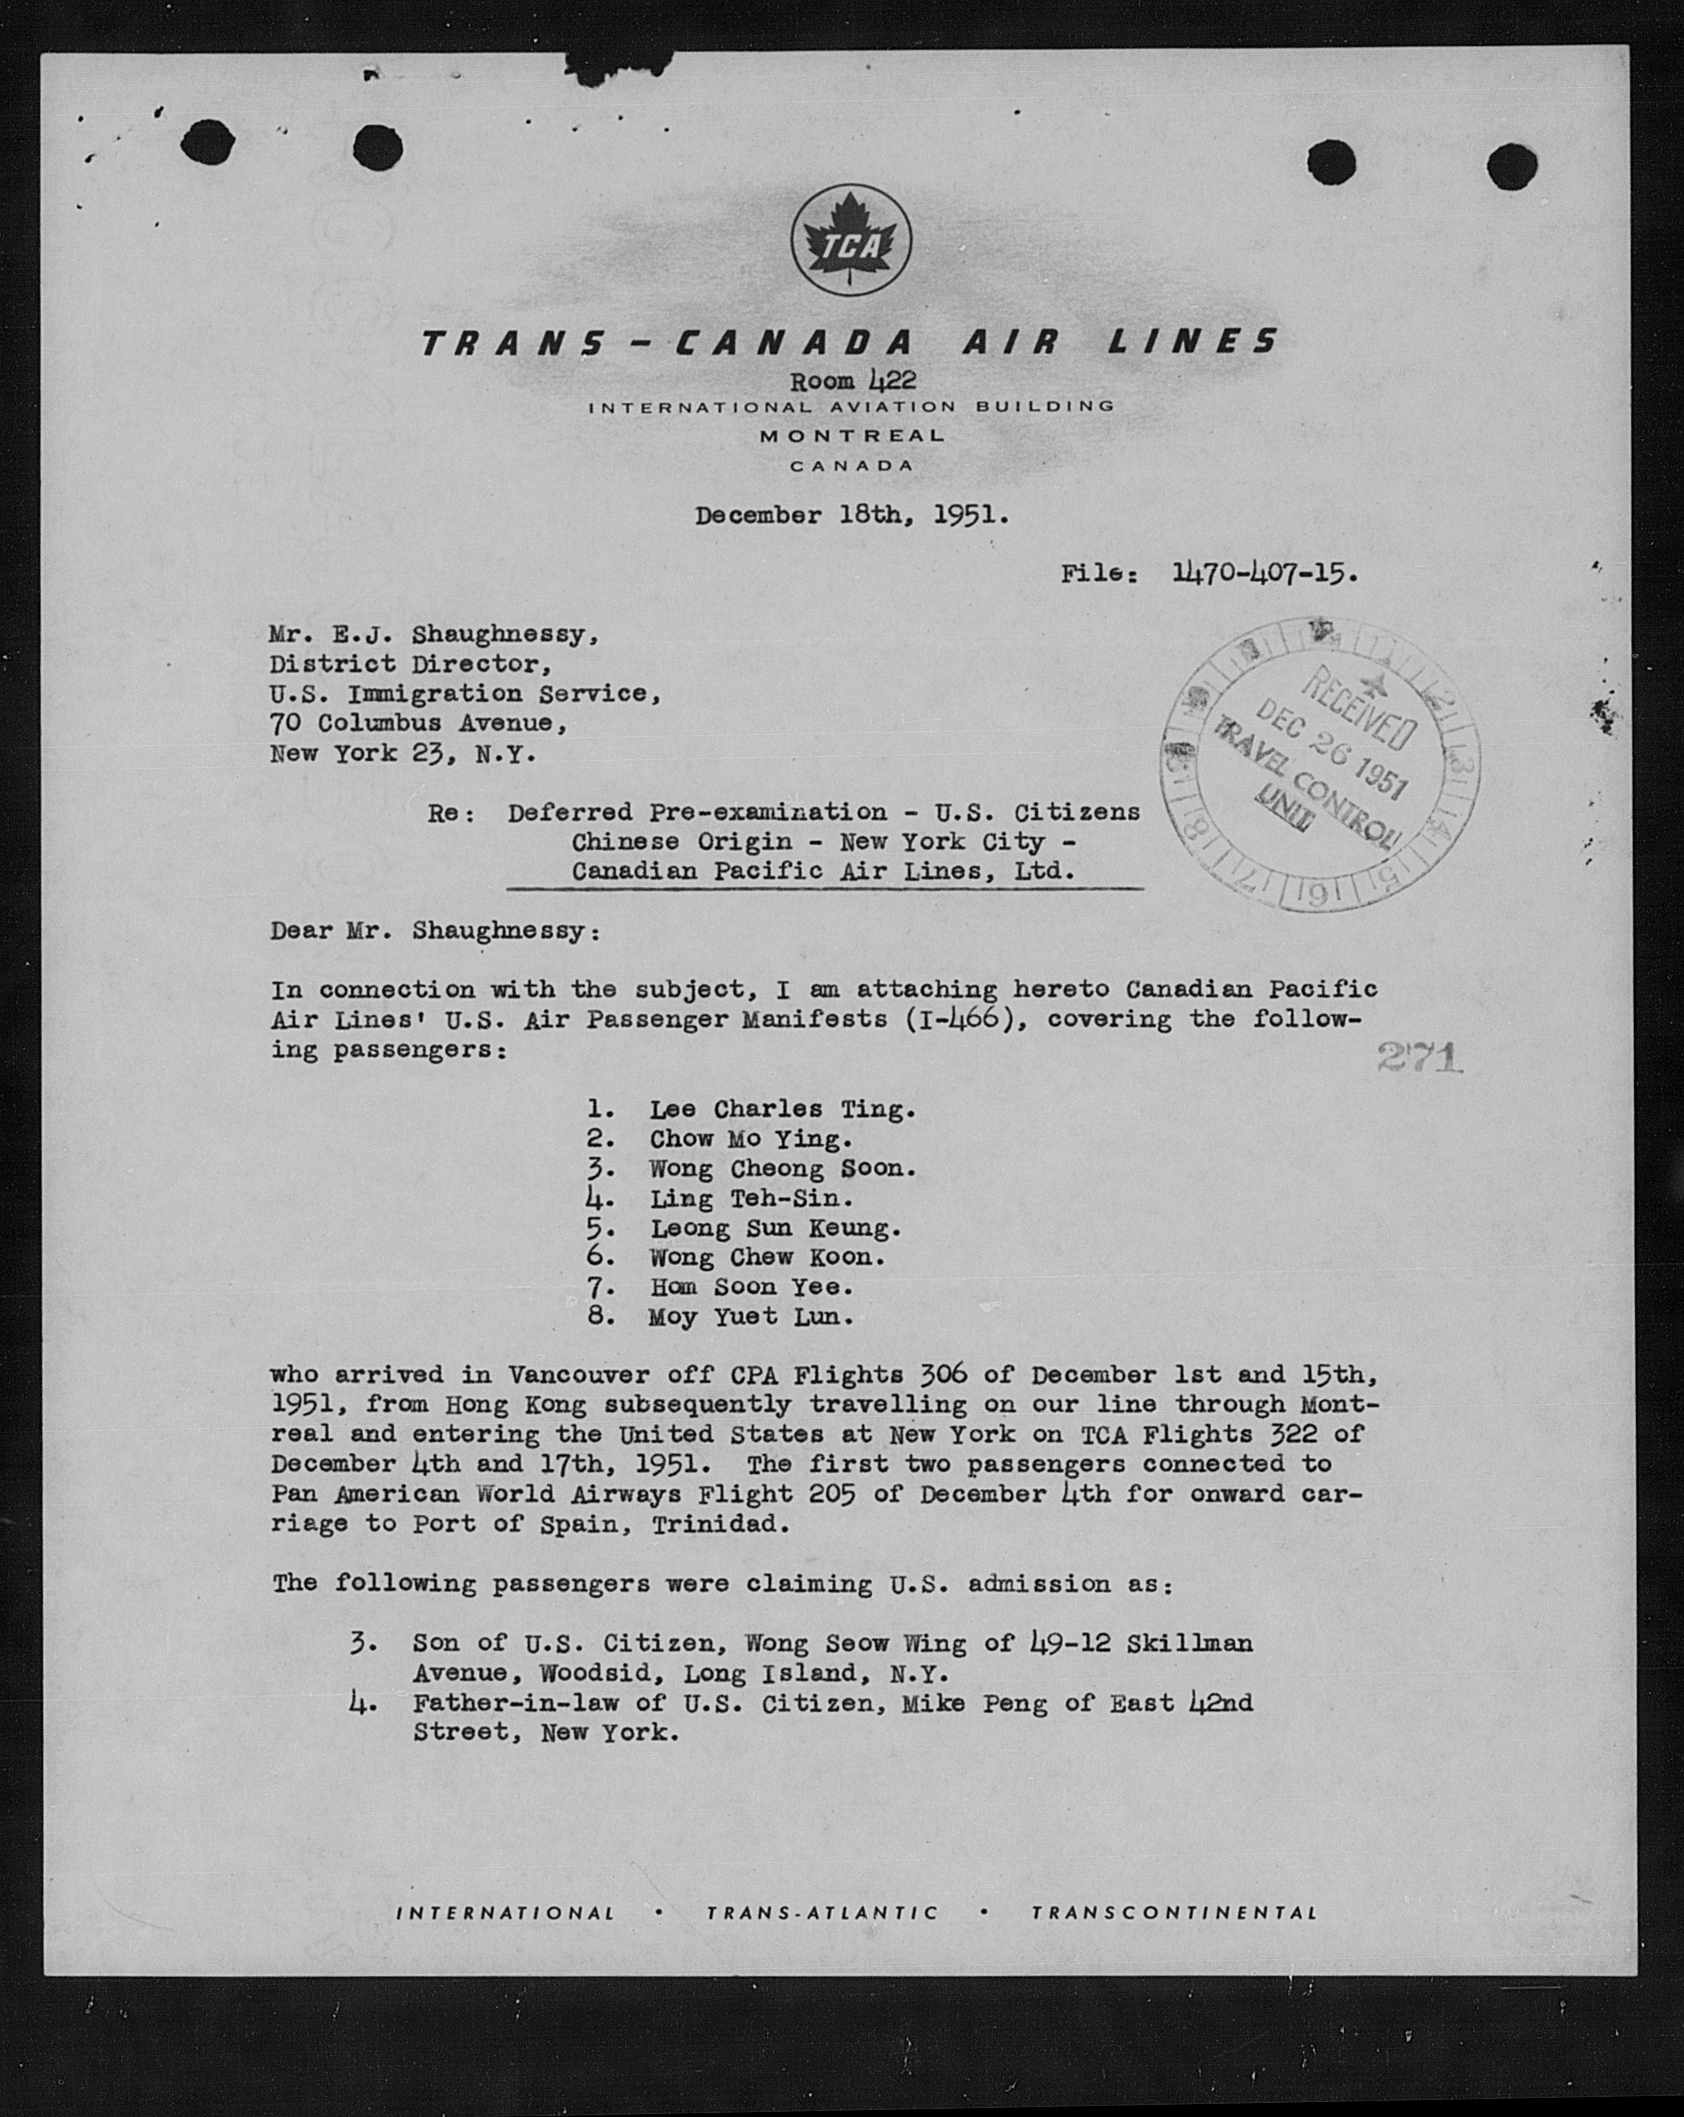 TCA
TRANS-CANADA AIR LINES
Room 422
INTERNATIONAL AVIATION BUILDING
MONTREAL
CANADA
December 18th, 1951.
File: 1470-407-15.
Mr. E.J. Shaughnessy,
District Director,
U.S. Immigration Service,
70 Columbus Avenue,
New York 23, N.Y.
RECEIVED
DEC 26 1951
TRAVEL CONTROL
UNIT
Re: Deferred Pre-examination - U.S. Citizens
Chinese Origin - New York City -
Canadian Pacific Air Lines, Ltd.
Dear Mr. Shaughnessy:
In connection with the subject, I am attaching hereto Canadian Pacific
Air Lines' U.S. Air Passenger Manifests (I-466), covering the follow-
ing passengers:
271
1. Lee Charles Ting.
2. Chow Mo Ying.
3. Wong Cheong Soon.
4. Ling Teh-Sin.
5. Leong Sun Keung.
6. Wong Chew Koon.
7. Hom Soon Yee.
8. Moy Yuet Lun.
who arrived in Vancouver off CPA Flights 306 of December 1st and 15th,
1951, from Hong Kong subsequently travelling on our line through Mont-
real and entering the United States at New York on TCA Flights 322 of
December 4th and 17th, 1951. The first two passengers connected to
Pan American World Airways Flight 205 of December 4th for onward car-
riage to Port of Spain, Trinidad.
The following passengers were claiming U.S. admission as:
3. Son of U.S. Citizen, Wong Seow Wing of 49-12 Skillman
Avenue, Woodsid, Long Island, N.Y.
4. Father-in-law of U.S. Citizen, Mike Peng of East 42nd
Street, New York.
INTERNATIONAL • TRANS-ATLANTIC • TRANSCONTINENTAL